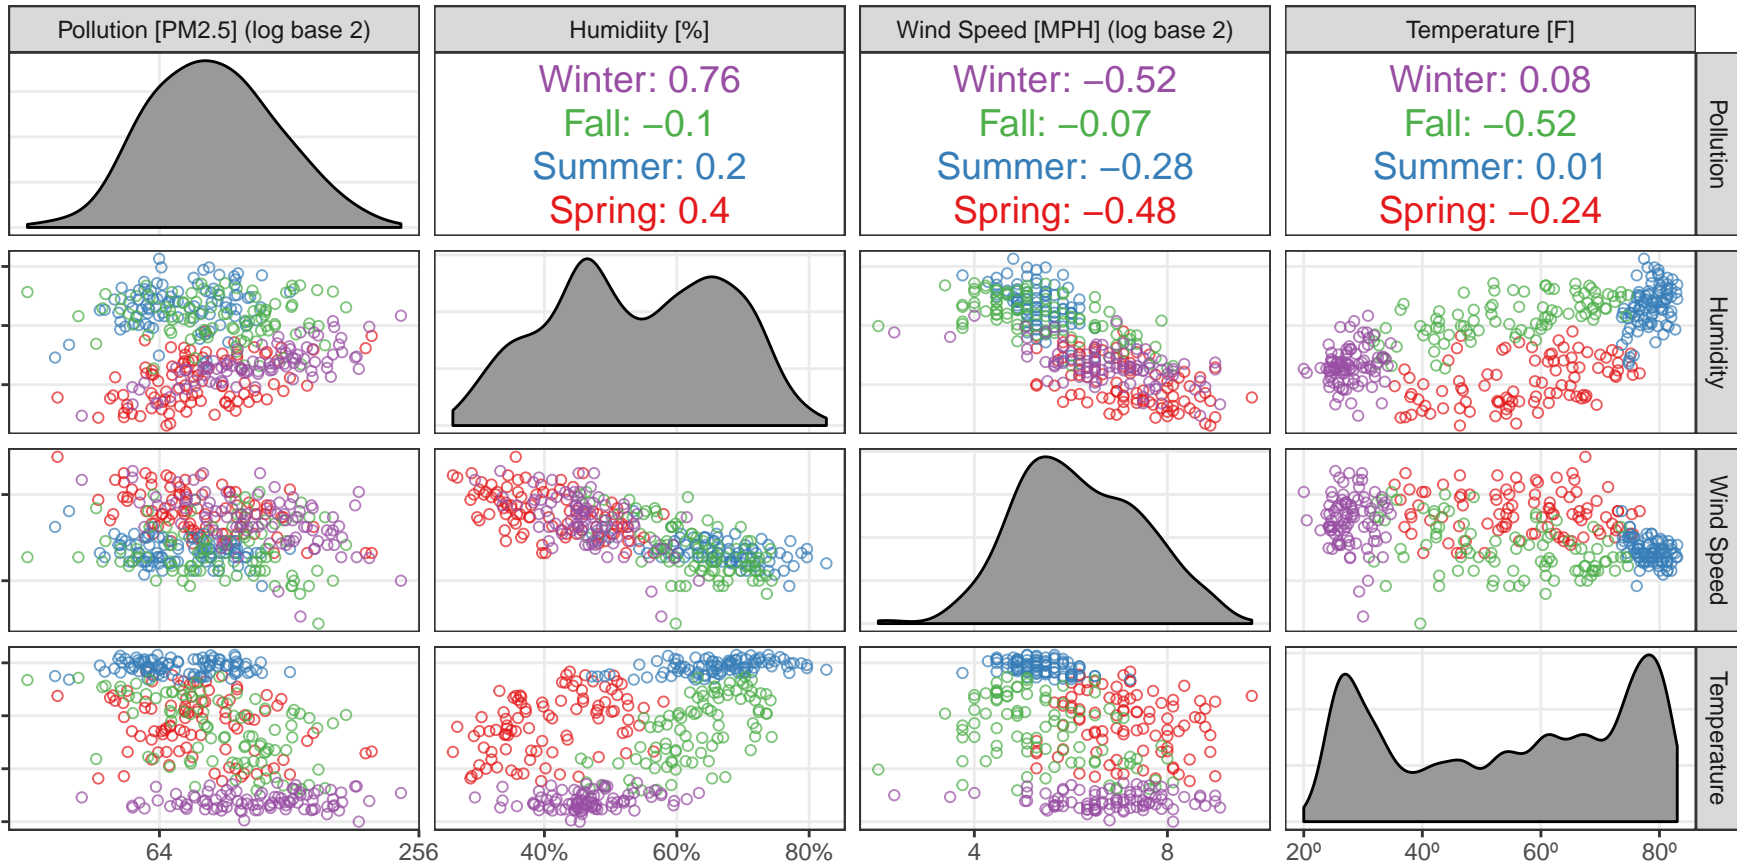 Pollution [PM2.5] (log base 2)
Humidiity [%]
Wind Speed [MPH] (log base 2)
Temperature [F]
Winter: 0.76
Fall: −0.1
Summer: 0.2
Spring: 0.4
Winter: −0.52
Fall: −0.07
Summer: −0.28
Spring: −0.48
Winter: 0.08
Fall: −0.52
Summer: 0.01
Spring: −0.24
Pollution
Humidity
Wind Speed
Temperature
64
256
40%
60%
80%
4
8
20º
40º
60º
80º